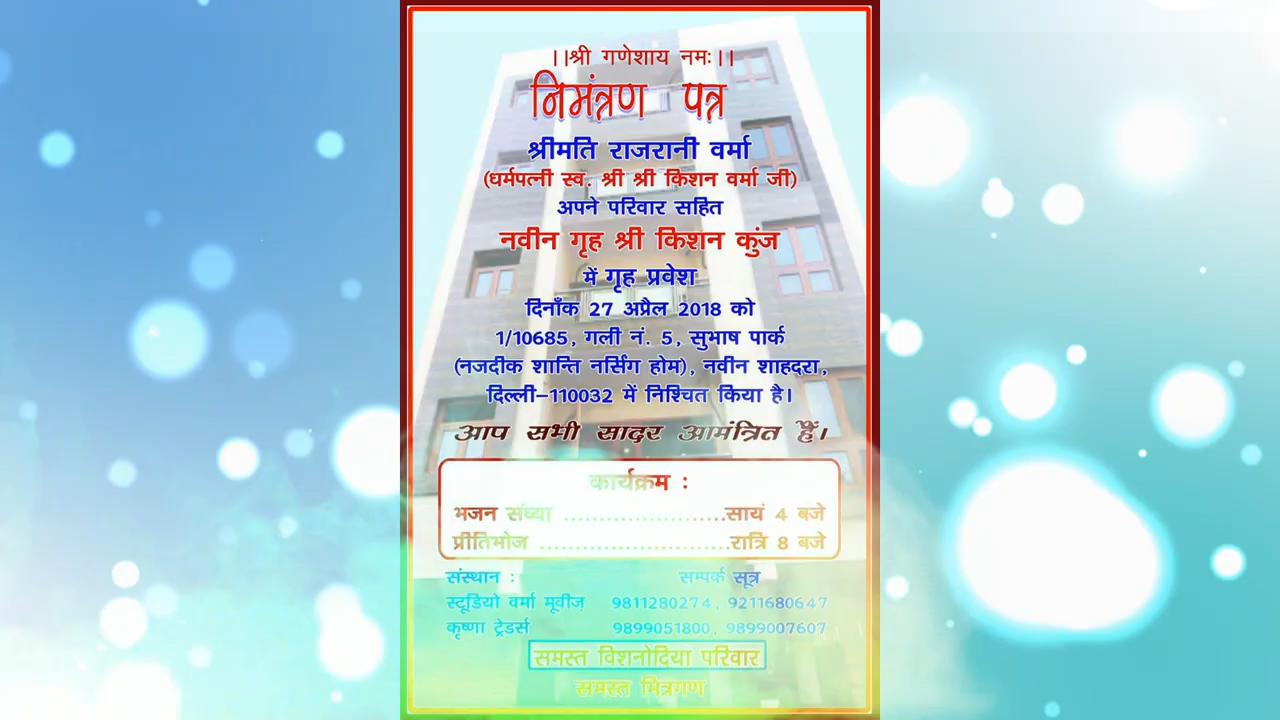 ।।श्री गणेशाय नमः।।
निमंत्रण पत्र
श्रीमति राजरानी वर्मा
(धर्मपत्नी स्व. श्री श्री किशन वर्मा जी)
अपने परिवार सहित
नवीन गृह श्री किशन कुंज
में गृह प्रवेश
दिनाँक 27 अप्रैल 2018 को
1/10685, गली नं. 5, सुभाष पार्क
(नजदीक शान्ति नर्सिंग होम), नवीन शाहदरा,
दिल्ली–110032 में निश्चित किया है।
आप सभी सादर आमंत्रित हैं।
कार्यक्रम :
भजन संध्या ........................सायं 4 बजे
प्रीतिभोज ............................रात्रि 8 बजे
संस्थान : सम्पर्क सूत्र
स्टूडियो वर्मा मूवीज़ 9811280274, 9211680647
कृष्णा ट्रेडर्स 9899051800, 9899007607
समस्त विशनोदिया परिवार
समस्त मित्रगण